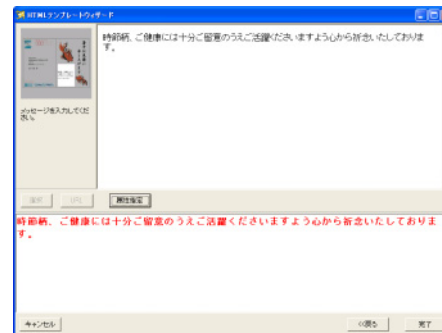 HTMLテンプレートウィザード
時節柄、ご健康には十分ご留意のうえご活躍くださいますよう心から祈念いたしておりま
す。
メッセージを入力してくだ
さい。
選択
URL
属性指定
時節柄、ご健康には十分ご留意のうえご活躍くださいますよう心から祈念いたしておりま
す。
キャンセル
<<戻る
完了